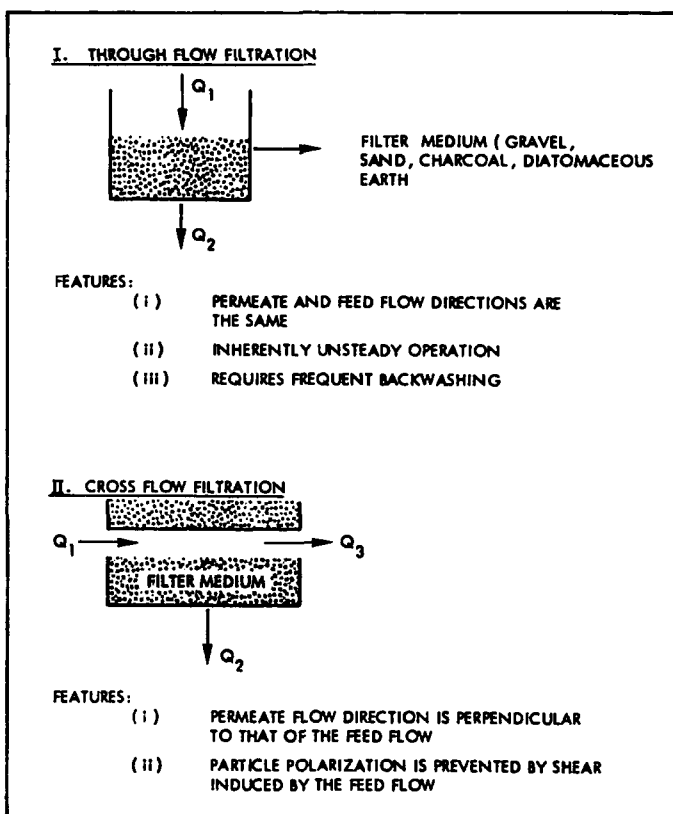 I. THROUGH FLOW FILTRATION
Q1
FILTER MEDIUM ( GRAVEL,
SAND, CHARCOAL, DIATOMACEOUS
EARTH
Q2
FEATURES:
(i) PERMEATE AND FEED FLOW DIRECTIONS ARE
THE SAME
(ii) INHERENTLY UNSTEADY OPERATION
(iii) REQUIRES FREQUENT BACKWASHING
II. CROSS FLOW FILTRATION
Q1 Q3
FILTER MEDIUM
Q2
FEATURES:
(i) PERMEATE FLOW DIRECTION IS PERPENDICULAR
TO THAT OF THE FEED FLOW
(ii) PARTICLE POLARIZATION IS PREVENTED BY SHEAR
INDUCED BY THE FEED FLOW